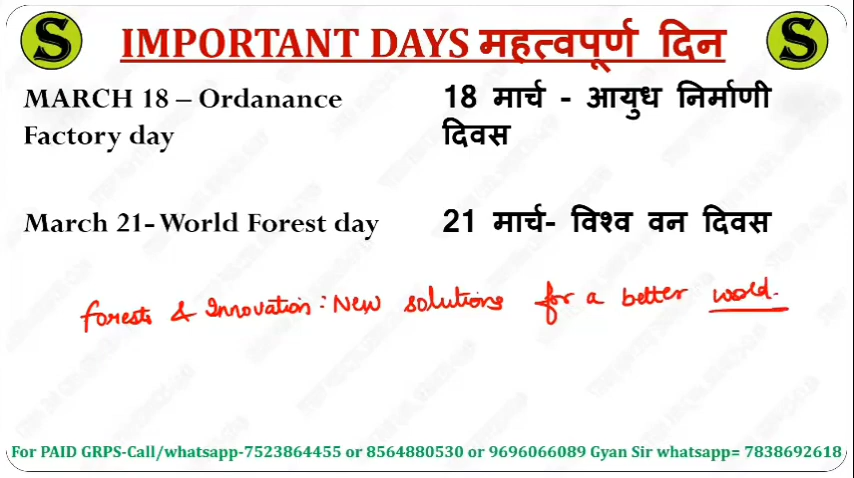 S
IMPORTANT DAYS महत्वपूर्ण दिन
S
MARCH 18 – Ordanance
Factory day
18 मार्च - आयुध निर्माणी
दिवस
March 21- World Forest day
21 मार्च- विश्व वन दिवस
forests & Innovation: New solutions for a better world.
For PAID GRPS-Call/whatsapp-7523864455 or 8564880530 or 9696066089 Gyan Sir whatsapp= 7838692618